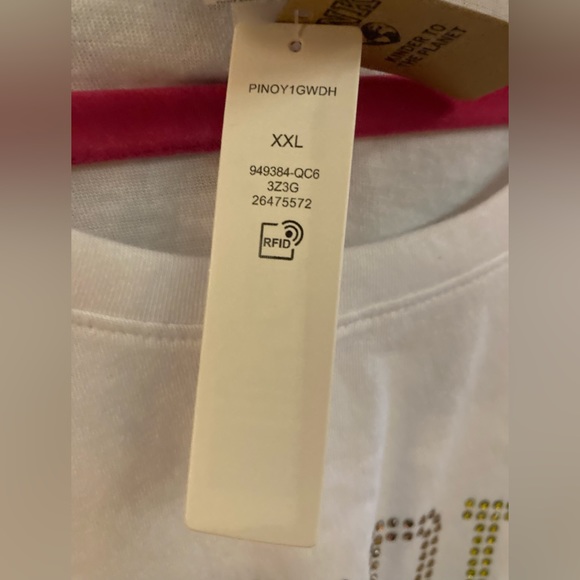 KINDER TO
THE PLANET
PINOY1GWDH
XXL
949384-QC6
3Z3G
26475572
RFID